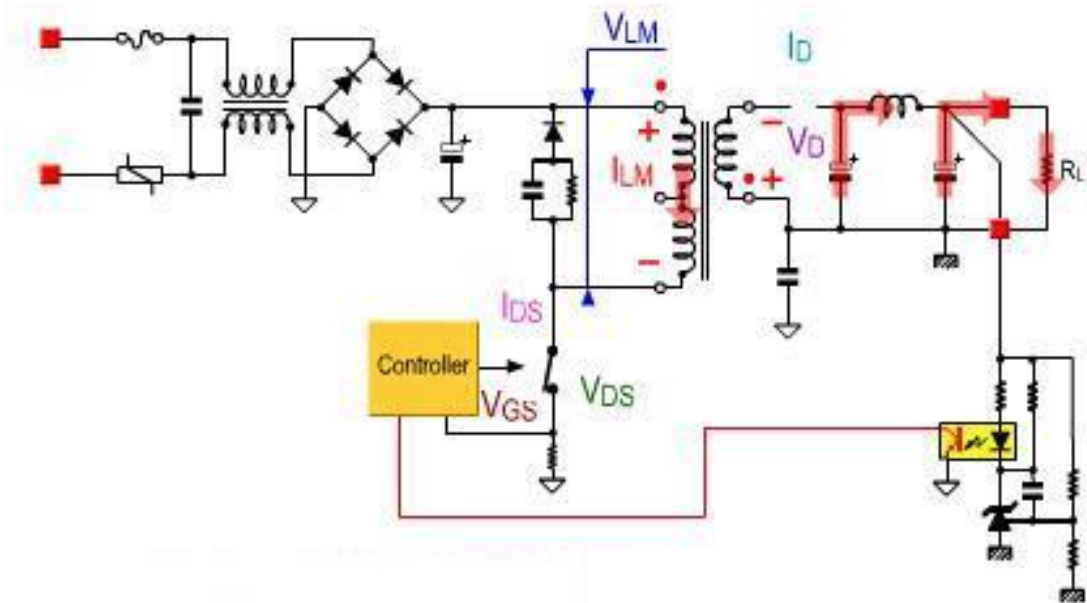 VLM
ID
+
+
+
+
−
VD
ILM
+
RL
−
IDS
Controller
VGS
VDS